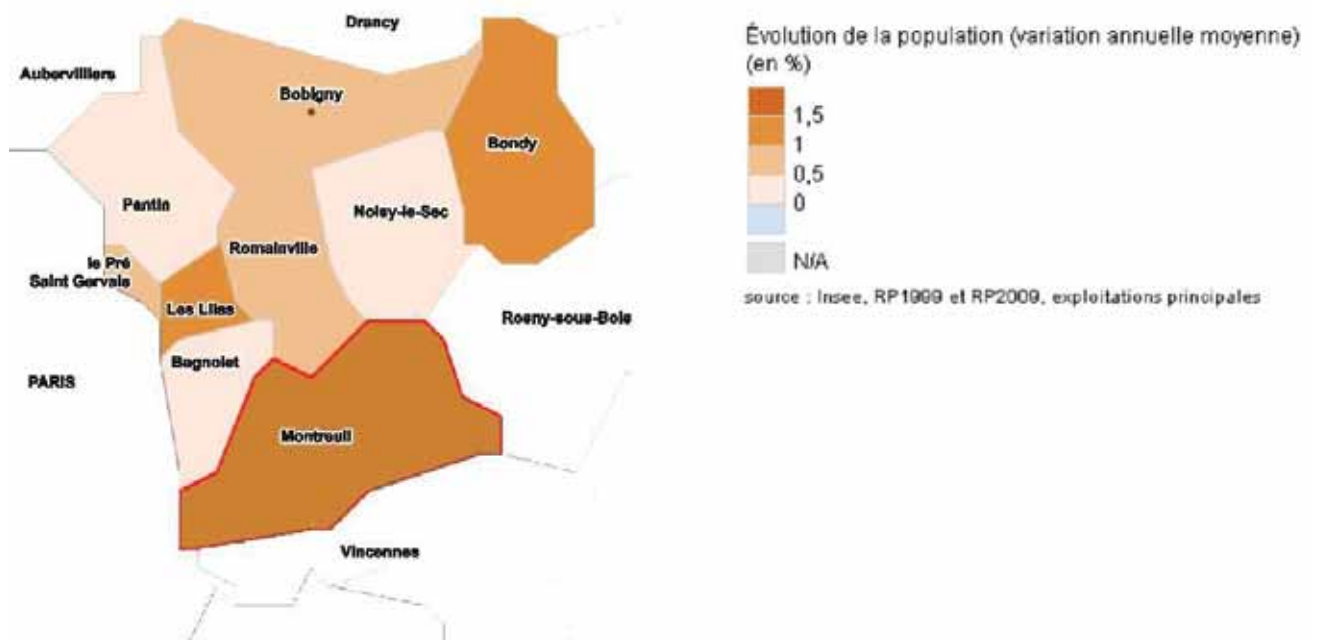 Drancy
Aubervilliers
Bobigny
Bondy
Pantin
Noisy-le-Sec
Romainville
le Pré
Saint Gervais
Les Lilas
Rosny-sous-Bois
Bagnolet
PARIS
Montreuil
Vincennes
Évolution de la population (variation annuelle moyenne)
(en %)
1,5
1
0,5
0
N/A
source : Insee, RP1999 et RP2009, exploitations principales